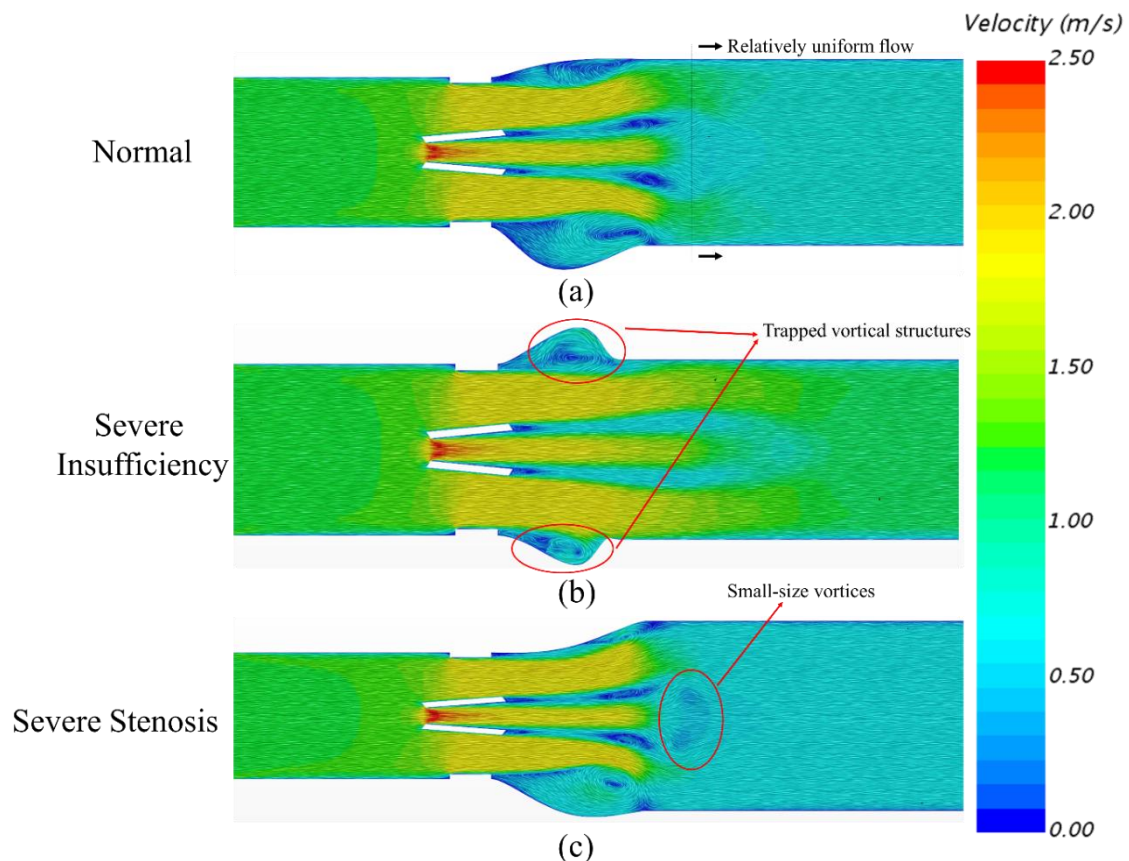 Velocity (m/s)
Relatively uniform flow
2.50
Normal
2.00
(a)
Trapped vortical structures
1.50
Severe
Insufficiency
1.00
(b)
Small-size vortices
0.50
Severe Stenosis
0.00
(c)